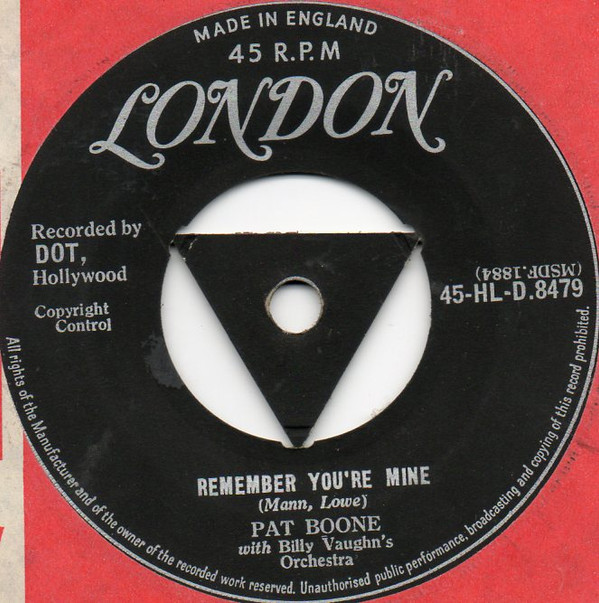 MADE IN ENGLAND
45 R.P.M
LONDON
Recorded by
DOT,
Hollywood
Copyright
Control
(MSDF.1884)
45-HL-D.8479
REMEMBER YOU'RE MINE
(Mann, Lowe)
PAT BOONE
with Billy Vaughn's
Orchestra
All rights of the Manufacturer and of the owner of the recorded work reserved. Unauthorised public performance, broadcasting and copying of this record prohibited.